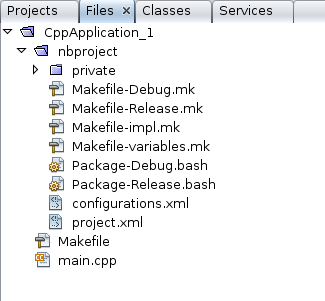 Projects Files × Classes Services
CppApplication_1
nbproject
private
Makefile-Debug.mk
Makefile-Release.mk
Makefile-impl.mk
Makefile-variables.mk
Package-Debug.bash
Package-Release.bash
configurations.xml
project.xml
Makefile
main.cpp